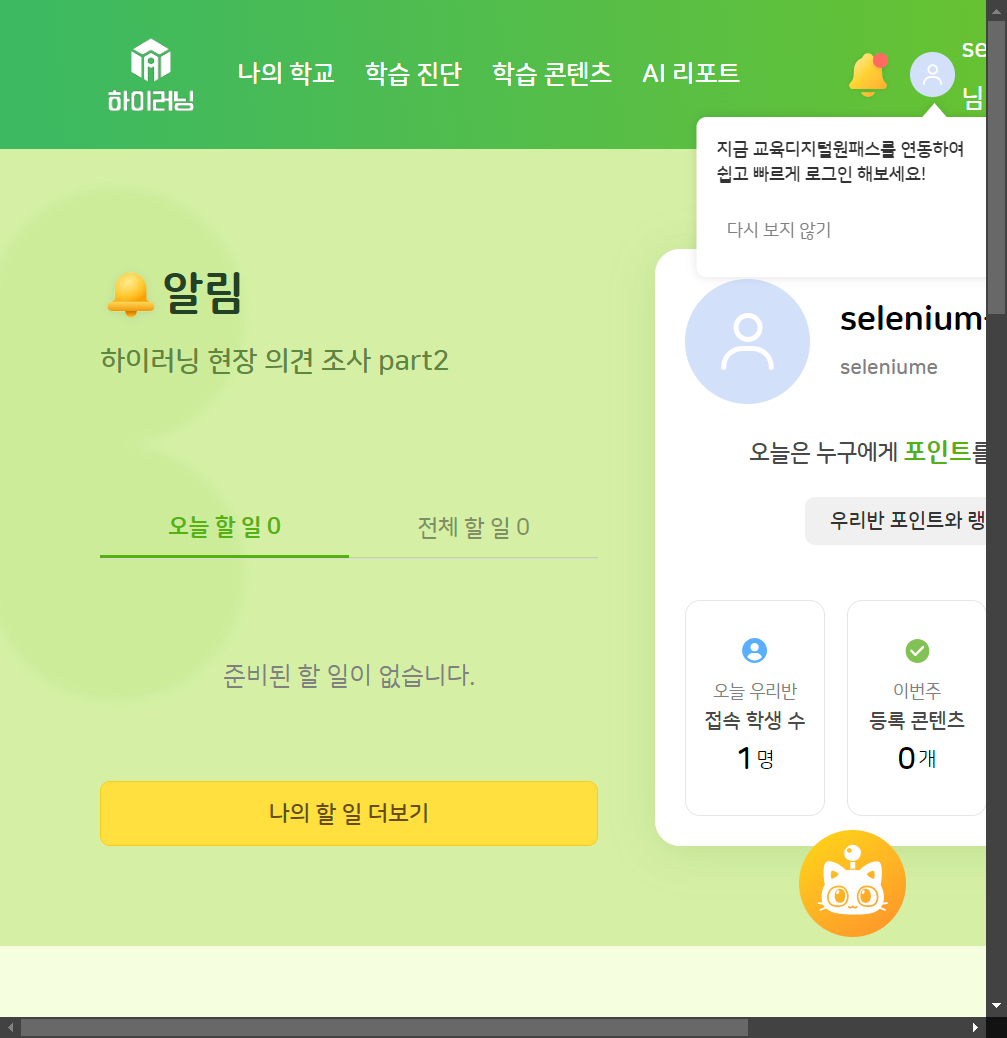 하이러닝
나의 학교 학습 진단 학습 콘텐츠 AI 리포트
님
지금 교육디지털원패스를 연동하여
쉽고 빠르게 로그인 해보세요!
다시 보지 않기
알림
하이러닝 현장 의견 조사 part2
오늘 할 일 0 전체 할 일 0
준비된 할 일이 없습니다.
나의 할 일 더보기
selenium
seleniume
오늘은 누구에게 포인트를
우리반 포인트와 랭
오늘 우리반
접속 학생 수
1 명
이번주
등록 콘텐츠
0 개